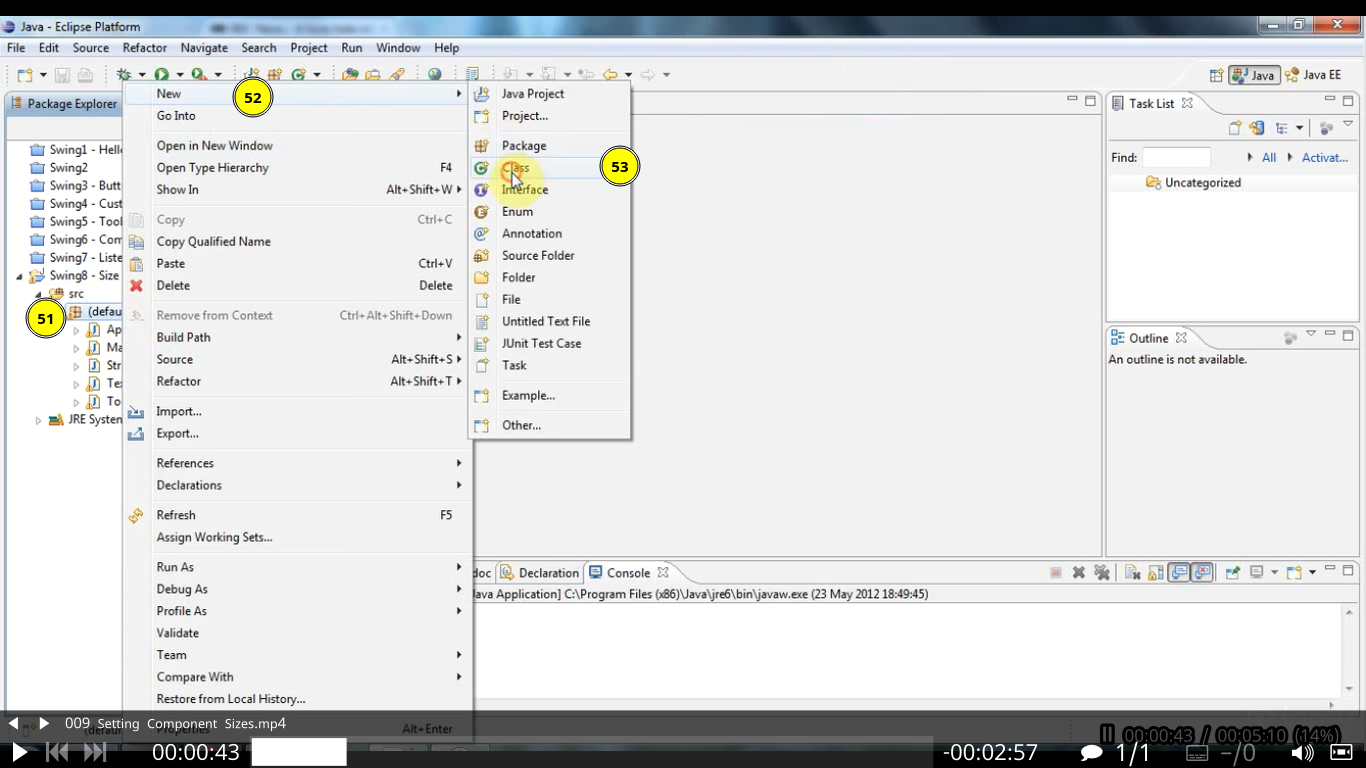 Java - Eclipse Platform
File Edit Source Refactor Navigate Search Project Run Window Help
Java
Java EE
Package Explorer
Swing1 - Hell
Swing2
Swing3 - Butt
Swing4 - Cust
Swing5 - Tool
Swing6 - Com
Swing7 - Liste
Swing8 - Size
src
51
(defau
Ap
Ma
Str
Te
To
JRE System
New
52
Go Into
Open in New Window
Open Type Hierarchy F4
Show In Alt+Shift+W
Copy Ctrl+C
Copy Qualified Name
Paste Ctrl+V
Delete Delete
Remove from Context Ctrl+Alt+Shift+Down
Build Path
Source Alt+Shift+S
Refactor Alt+Shift+T
Import...
Export...
References
Declarations
Refresh F5
Assign Working Sets...
Run As
Debug As
Profile As
Validate
Team
Compare With
Restore from Local History...
Properties Alt+Enter
Java Project
Project...
Package
Class
53
Interface
Enum
Annotation
Source Folder
Folder
File
Untitled Text File
JUnit Test Case
Task
Example...
Other...
Task List
Find:
All
Activat...
Uncategorized
Outline
An outline is not available.
doc Declaration Console
Java Application] C:\Program Files (x86)\Java\jre6\bin\javaw.exe (23 May 2012 18:49:45)
009 Setting Component Sizes.mp4
00:00:43 / 00:05:10 (14%)
00:00:43
-00:02:57
1/1
–/0